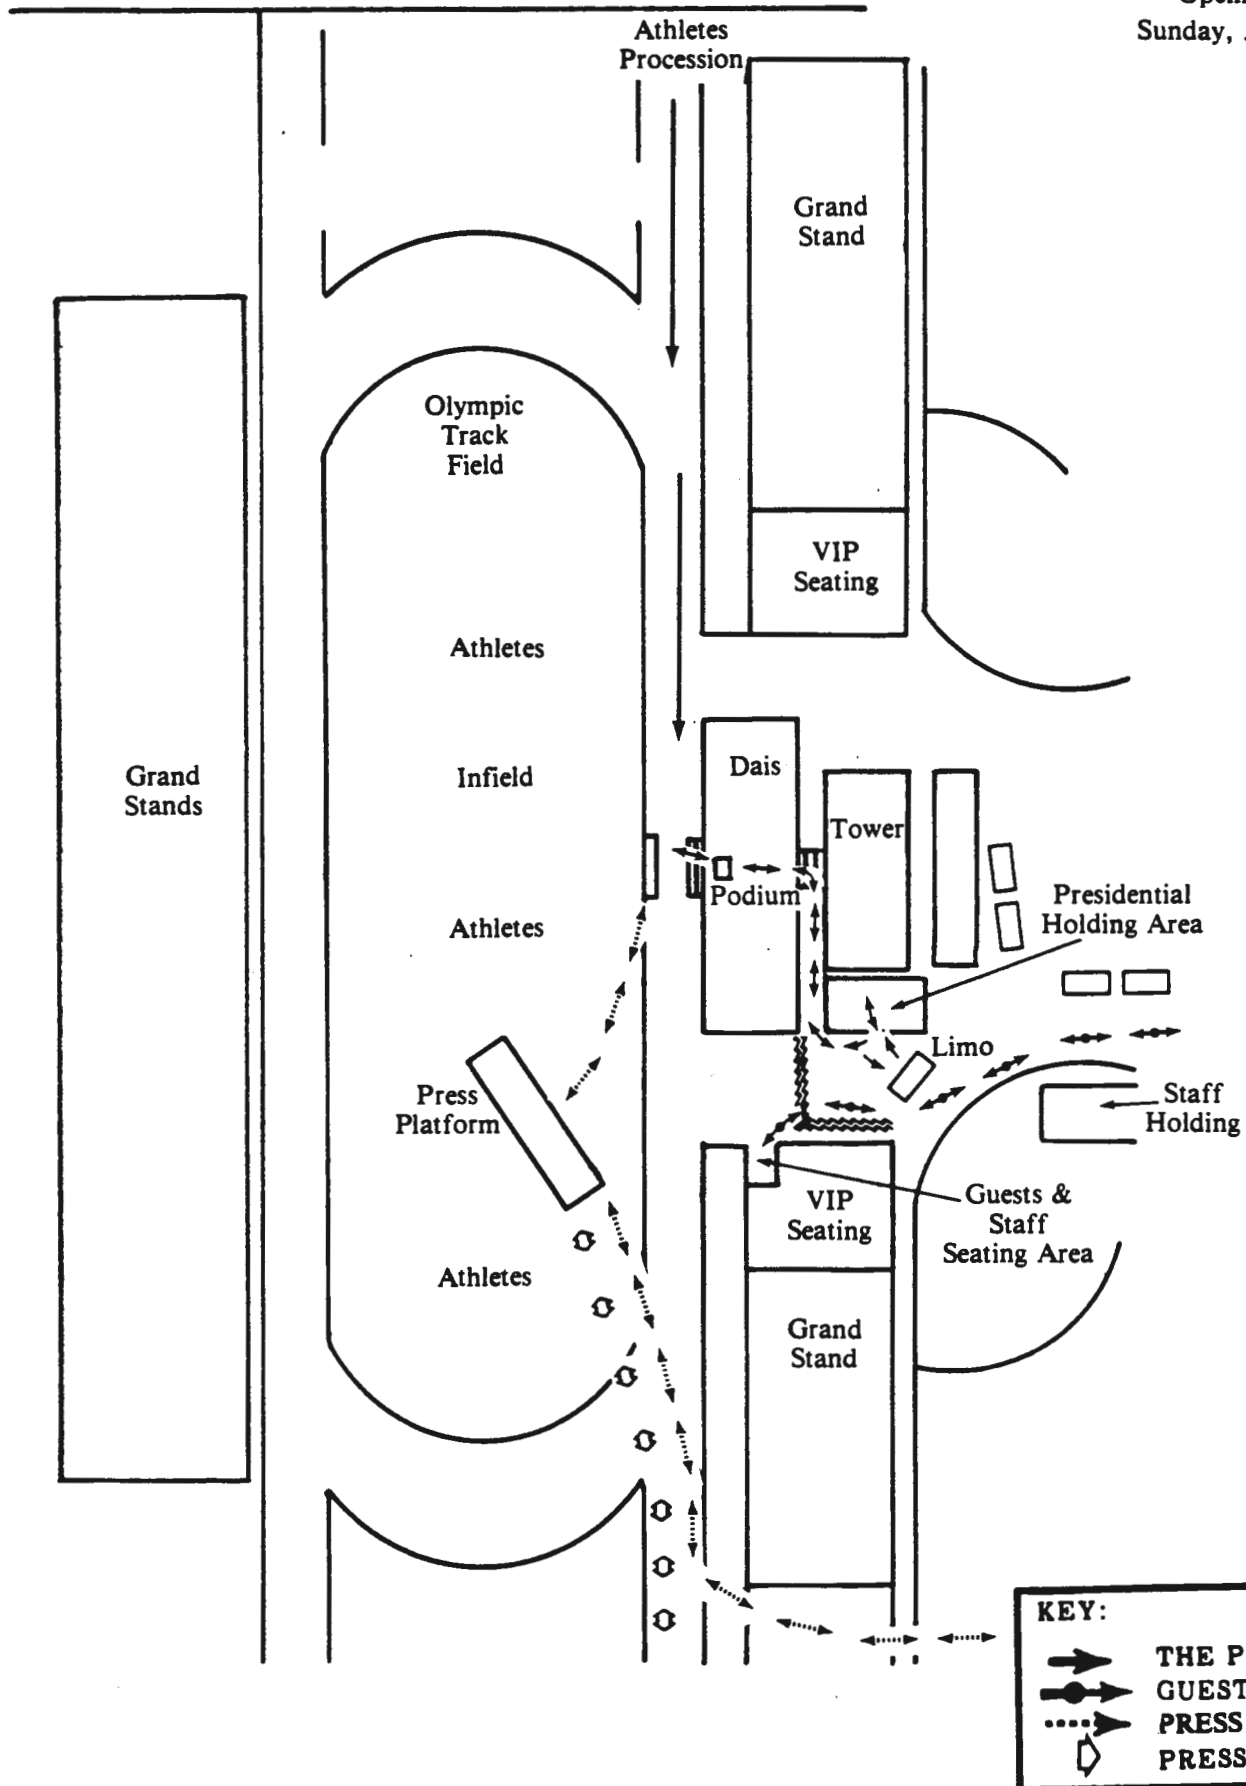 Sunday,
Athletes
Procession
Grand
Stand
Olympic
Track
Field
VIP
Seating
Athletes
Grand
Stands
Infield
Dais
Tower
Podium
Presidential
Holding Area
Athletes
Limo
Press
Platform
Staff
Holding
VIP
Seating
Guests &
Staff
Seating Area
Athletes
Grand
Stand
KEY:
THE P
GUEST
PRESS
PRESS